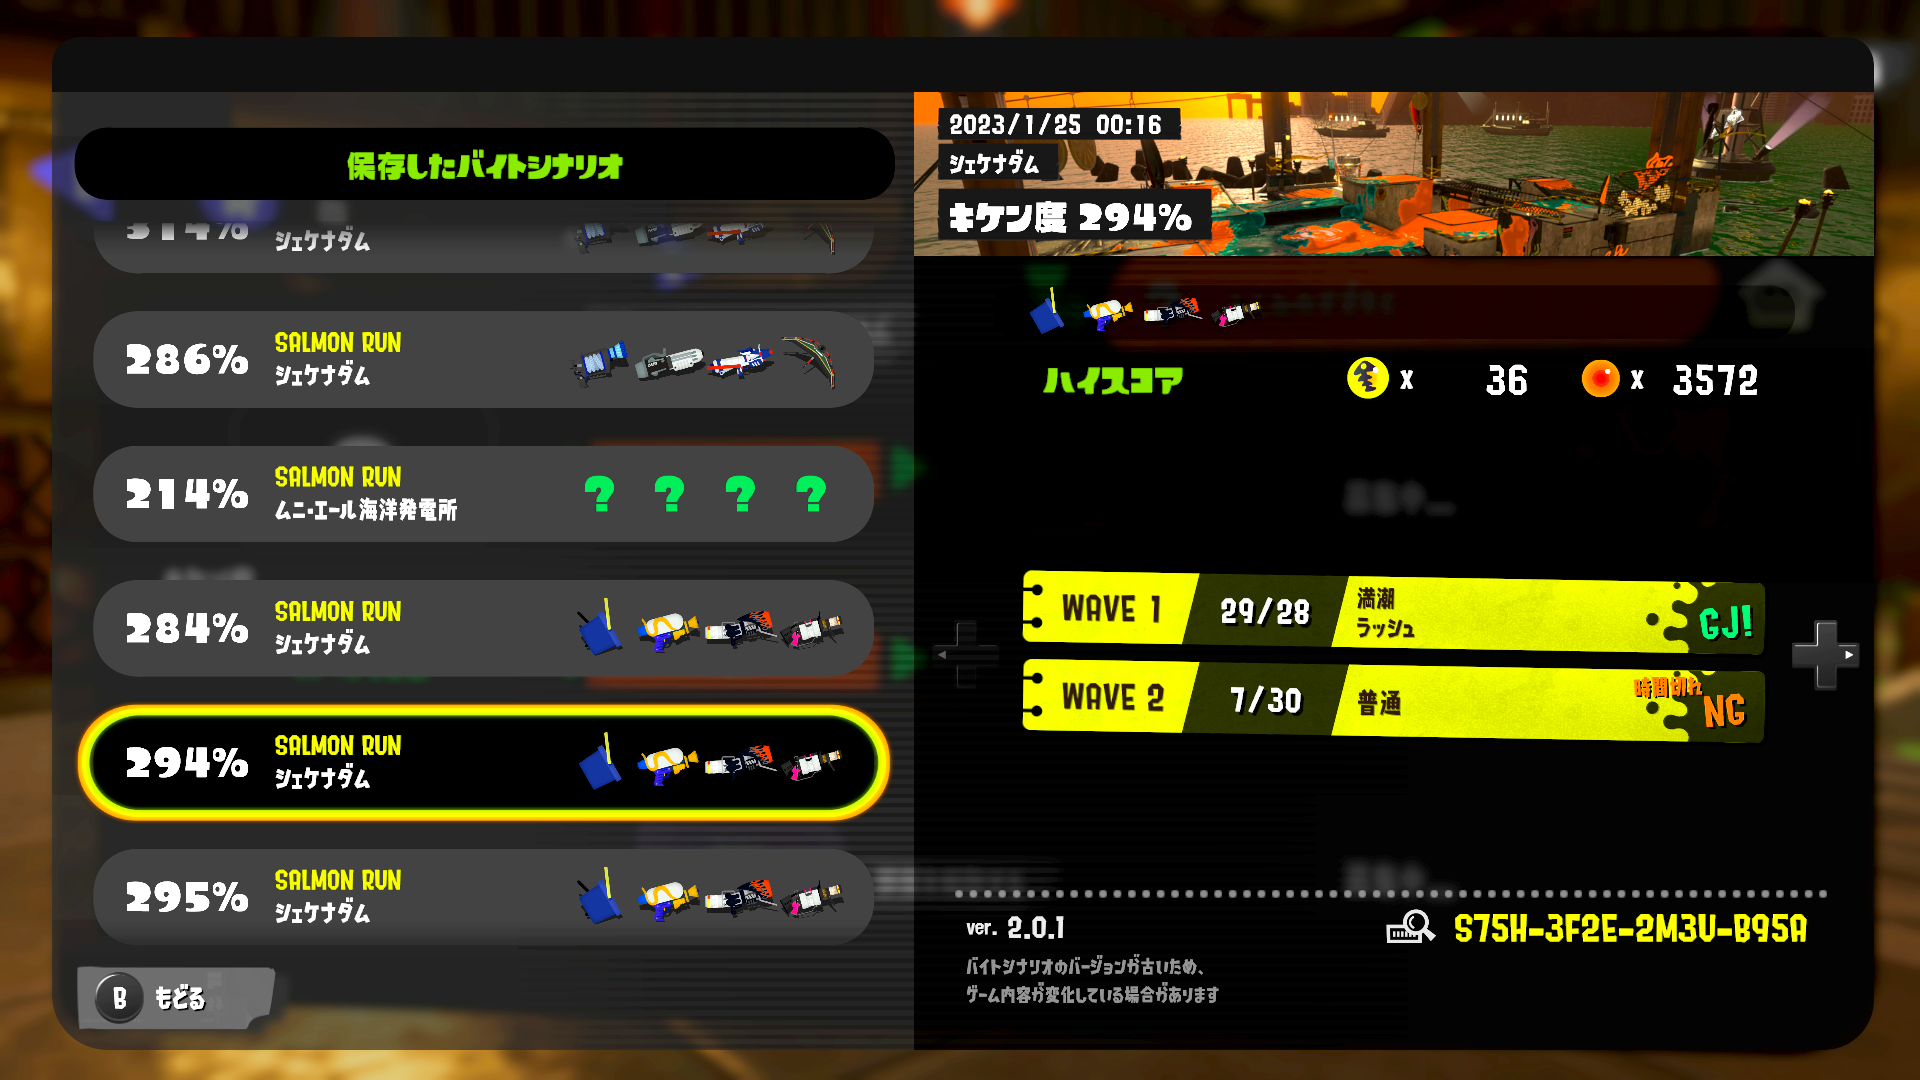 保存したバイトシナリオ
314%
シェケナダム
286%
SALMON RUN
シェケナダム
214%
SALMON RUN
ムニ・エール海洋発電所
? ? ? ?
284%
SALMON RUN
シェケナダム
294%
SALMON RUN
シェケナダム
295%
SALMON RUN
シェケナダム
B もどる
2023/1/25 00:16
シェケナダム
キケン度 294%
ハイスコア
x 36
x 3572
WAVE 1
29/28
満潮
ラッシュ
GJ!
WAVE 2
7/30
普通
時間切れ
NG
ver. 2.0.1
S75H-3F2E-2M3U-B95A
バイトシナリオのバージョンが古いため、
ゲーム内容が変化している場合があります